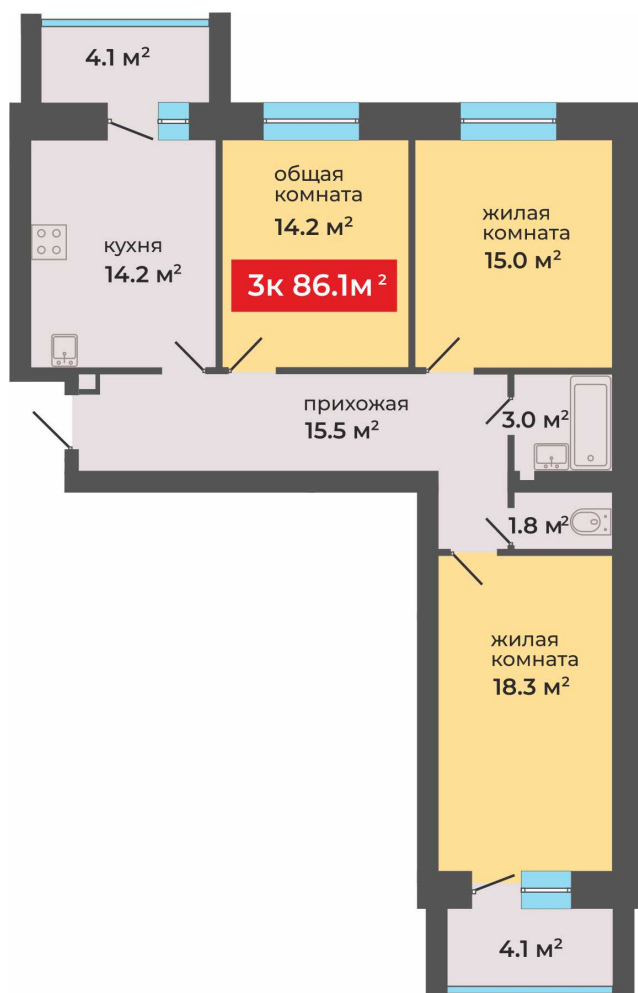 4.1 м²
общая
комната
14.2 м²
жилая
комната
15.0 м²
кухня
14.2 м²
3к 86.1м²
прихожая
15.5 м²
3.0 м²
1.8 м²
жилая
комната
18.3 м²
4.1 м²